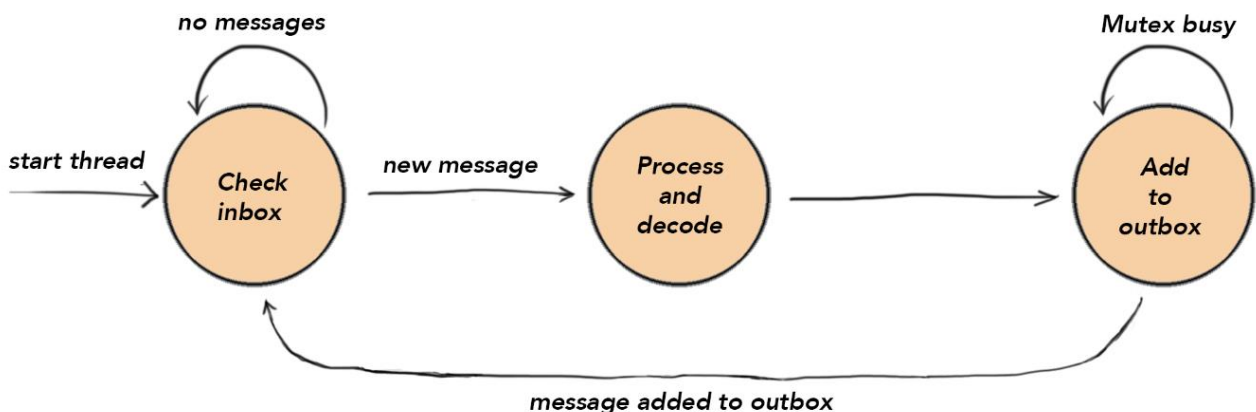 no messages
Mutex busy
start thread
Check
inbox
new message
Process
and
decode
Add
to
outbox
message added to outbox